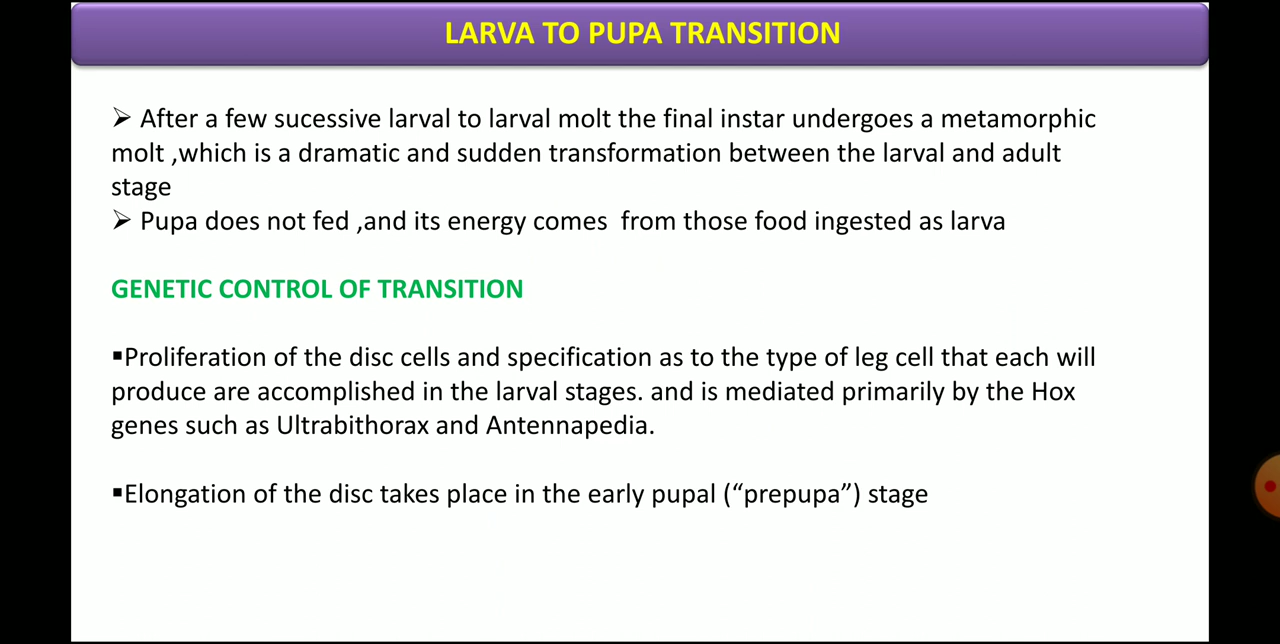 LARVA TO PUPA TRANSITION
➢ After a few sucessive larval to larval molt the final instar undergoes a metamorphic
molt ,which is a dramatic and sudden transformation between the larval and adult
stage
➢ Pupa does not fed ,and its energy comes  from those food ingested as larva
GENETIC CONTROL OF TRANSITION
▪Proliferation of the disc cells and specification as to the type of leg cell that each will
produce are accomplished in the larval stages. and is mediated primarily by the Hox
genes such as Ultrabithorax and Antennapedia.
▪Elongation of the disc takes place in the early pupal (“prepupa”) stage